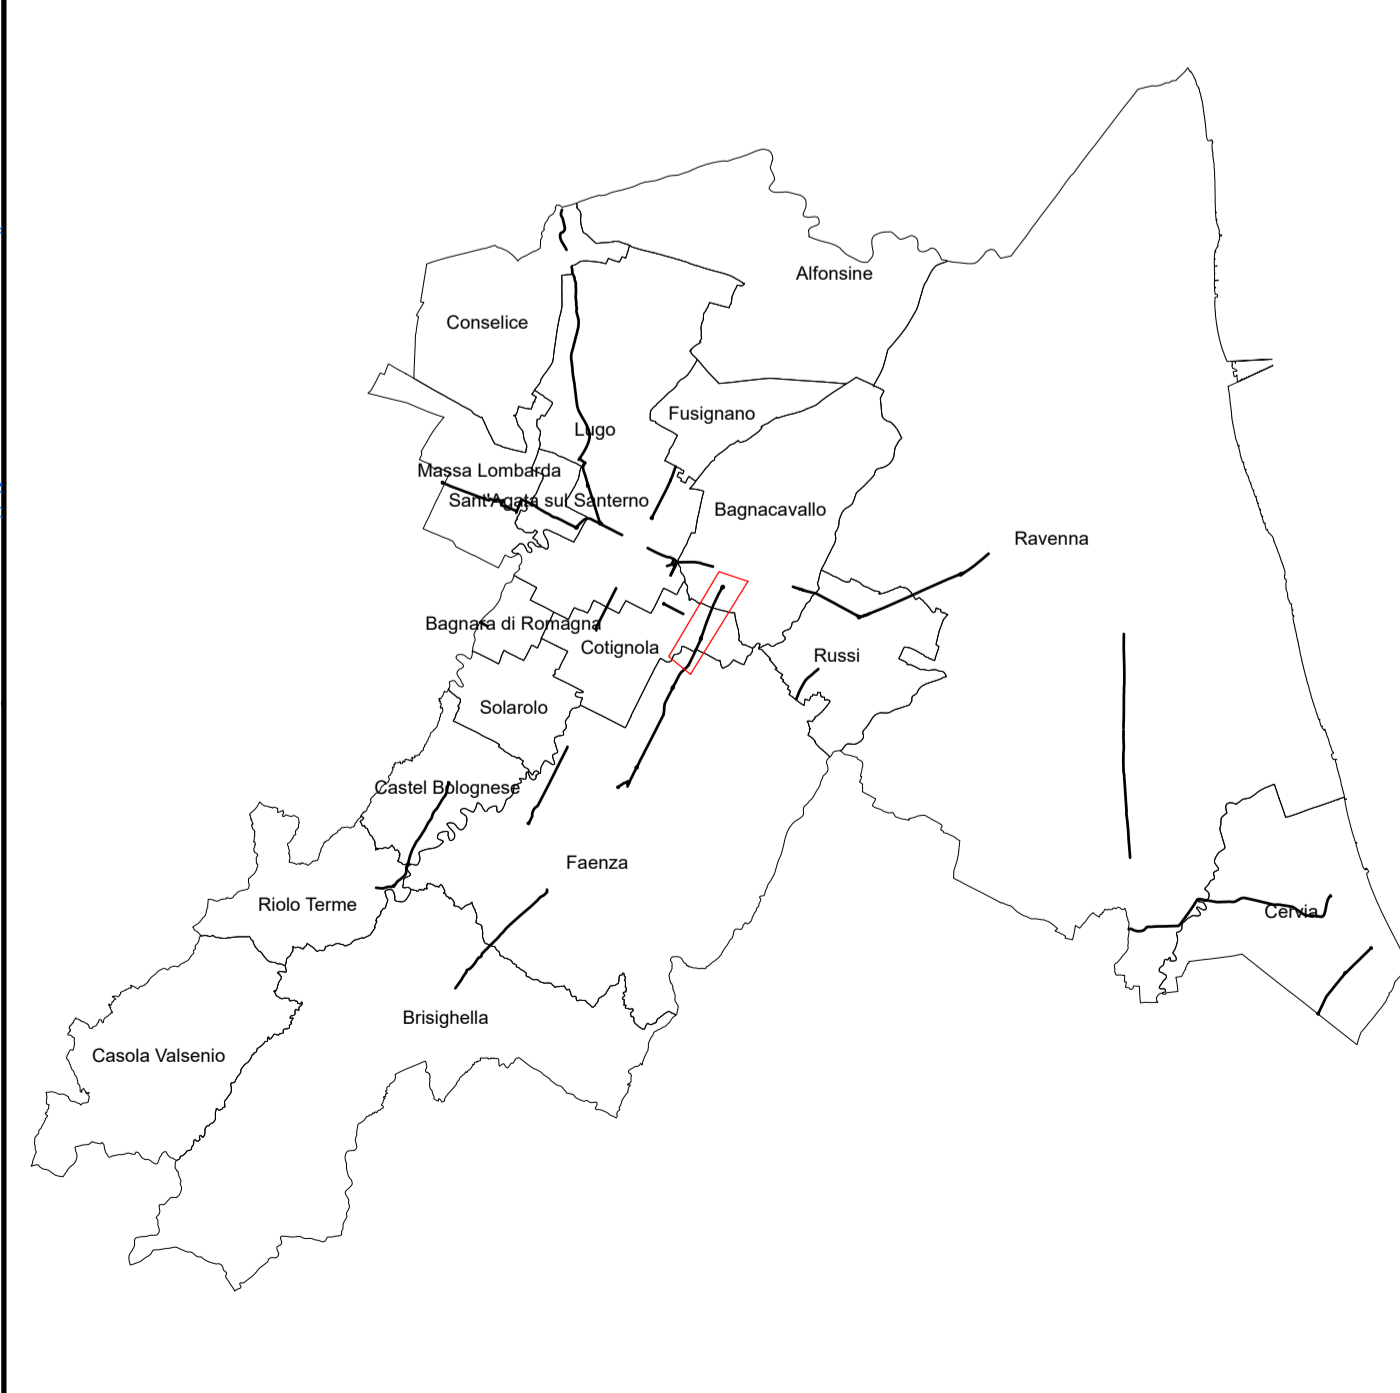 Alfonsine
Conselice
Fusignano
Lugo
Massa Lombarda
Sant'Agata sul Santerno
Bagnacavallo
Ravenna
Bagnara di Romagna
Cotignola
Russi
Solarolo
Castel Bolognese
Faenza
Riolo Terme
Cervia
Brisighella
Casola Valsenio